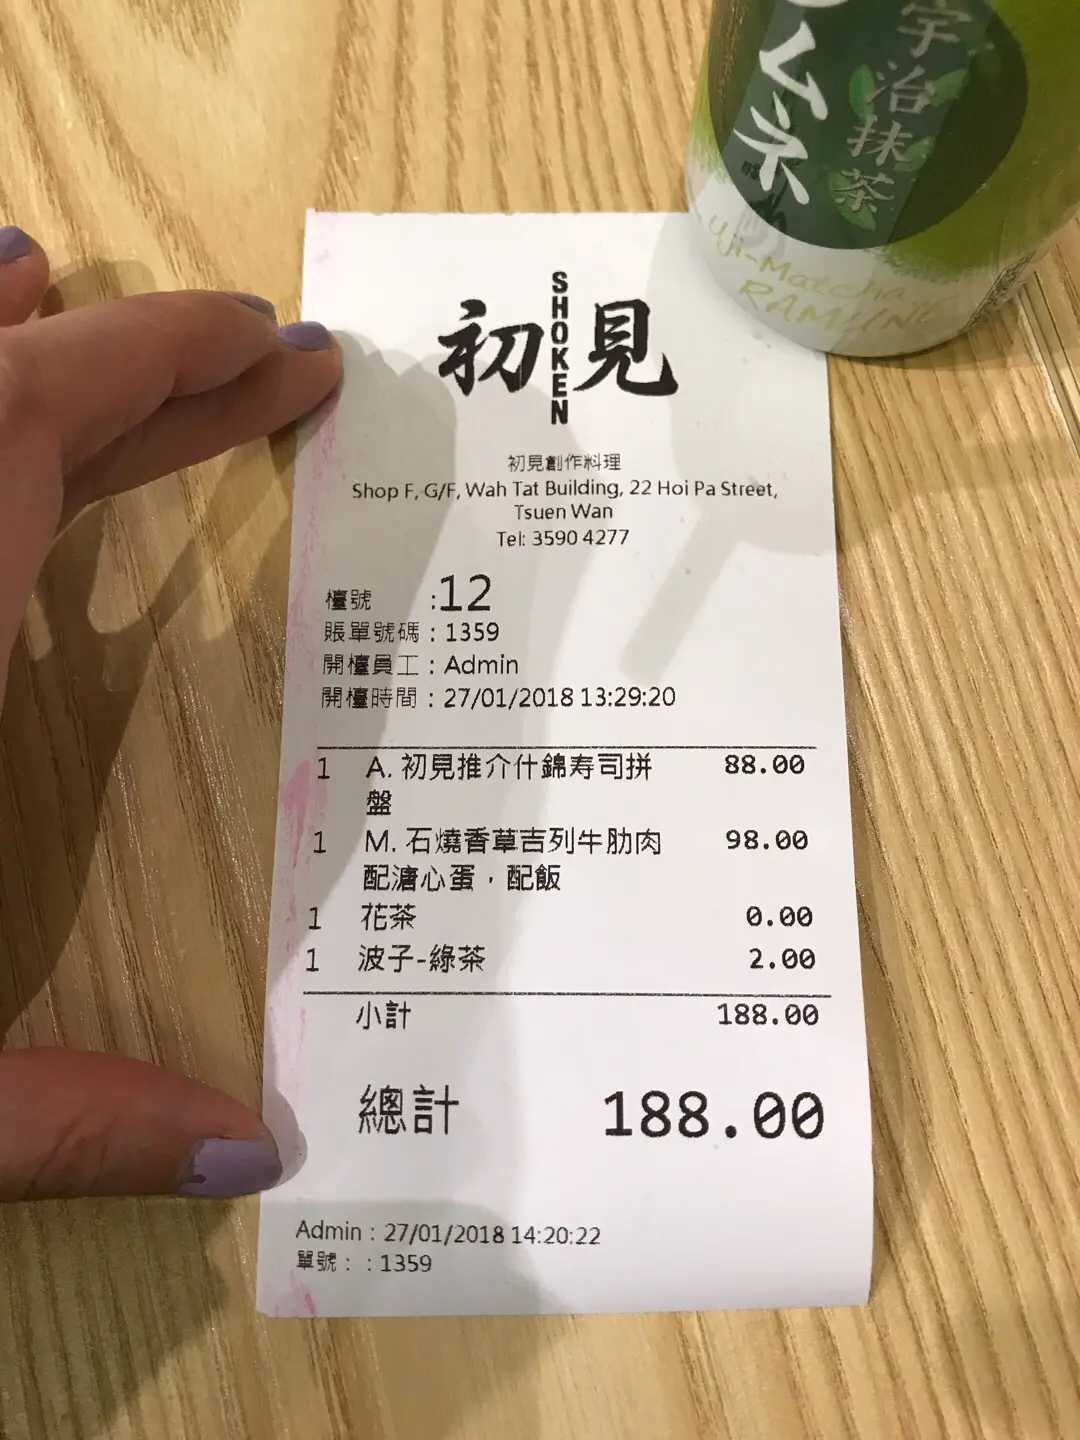 宇治抹茶
ムネ
Uji-Matcha
RAMUNE
初 SHOKEN 見
初見創作料理
Shop F, G/F, Wah Tat Building, 22 Hoi Pa Street,
Tsuen Wan
Tel: 3590 4277
檯號 :12
賬單號碼 : 1359
開檯員工 : Admin
開檯時間 : 27/01/2018 13:29:20
1 A. 初見推介什錦寿司拼 88.00
盤
1 M. 石燒香草吉列牛肋肉 98.00
配溏心蛋，配飯
1 花茶 0.00
1 波子-綠茶 2.00
小計 188.00
總計 188.00
Admin : 27/01/2018 14:20:22
單號 : : 1359